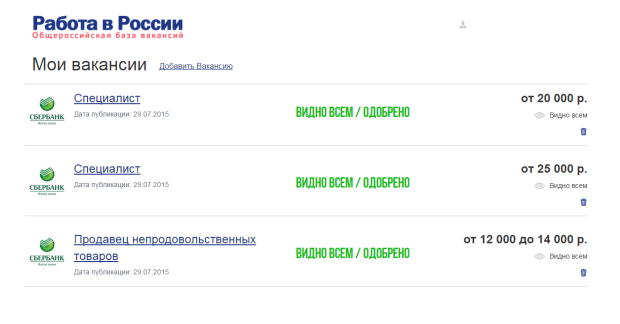 Работа в России
Общероссийская база вакансий
Мои вакансии Добавить Вакансию
Специалист
Дата публикации: 29.07.2015
СБЕРБАНК
ВИДНО ВСЕМ / ОДОБРЕНО
от 20 000 р.
Видно всем
Специалист
Дата публикации: 29.07.2015
СБЕРБАНК
ВИДНО ВСЕМ / ОДОБРЕНО
от 25 000 р.
Видно всем
Продавец непродовольственных
товаров
Дата публикации: 29.07.2015
СБЕРБАНК
ВИДНО ВСЕМ / ОДОБРЕНО
от 12 000 до 14 000 р.
Видно всем